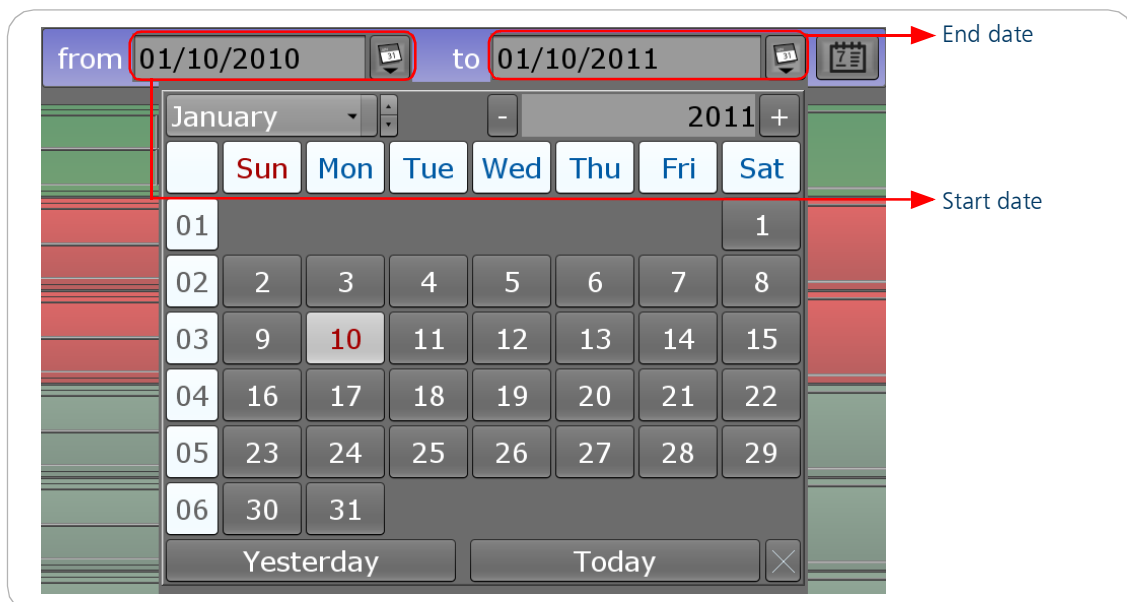 from 01/10/2010 31 to 01/10/2011 31 7 End date
January - 2011 +
Sun Mon Tue Wed Thu Fri Sat
Start date
01 1
02 2 3 4 5 6 7 8
03 9 10 11 12 13 14 15
04 16 17 18 19 20 21 22
05 23 24 25 26 27 28 29
06 30 31
Yesterday Today